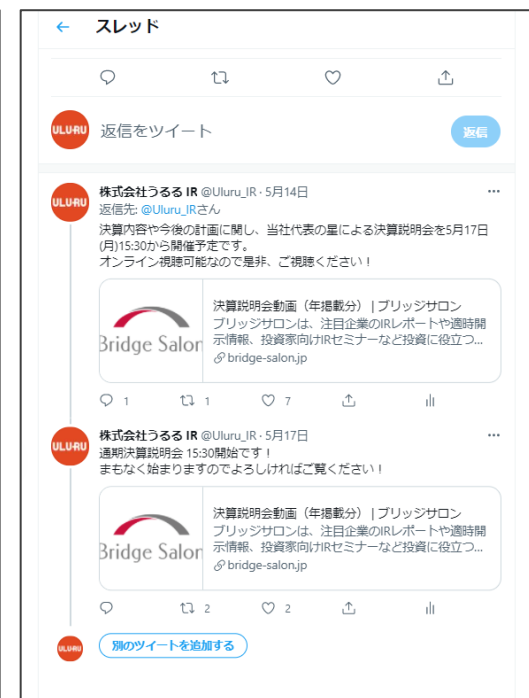 ← スレッド
ULURU 返信をツイート 返信
ULURU 株式会社うるる IR @Uluru_IR · 5月14日 ...
返信先: @Uluru_IRさん
決算内容や今後の計画に関し、当社代表の星による決算説明会を5月17日
(月)15:30から開催予定です。
オンライン視聴可能なので是非、ご視聴ください！
Bridge Salon
決算説明会動画（年掲載分） | ブリッジサロン
ブリッジサロンは、注目企業のIRレポートや適時開
示情報、投資家向けIRセミナーなど投資に役立つ...
bridge-salon.jp
1 1 7
ULURU 株式会社うるる IR @Uluru_IR · 5月17日 ...
通期決算説明会 15:30開始です！
まもなく始まりますのでよろしければご覧ください！
Bridge Salon
決算説明会動画（年掲載分） | ブリッジサロン
ブリッジサロンは、注目企業のIRレポートや適時開
示情報、投資家向けIRセミナーなど投資に役立つ...
bridge-salon.jp
2 2
ULURU 別のツイートを追加する